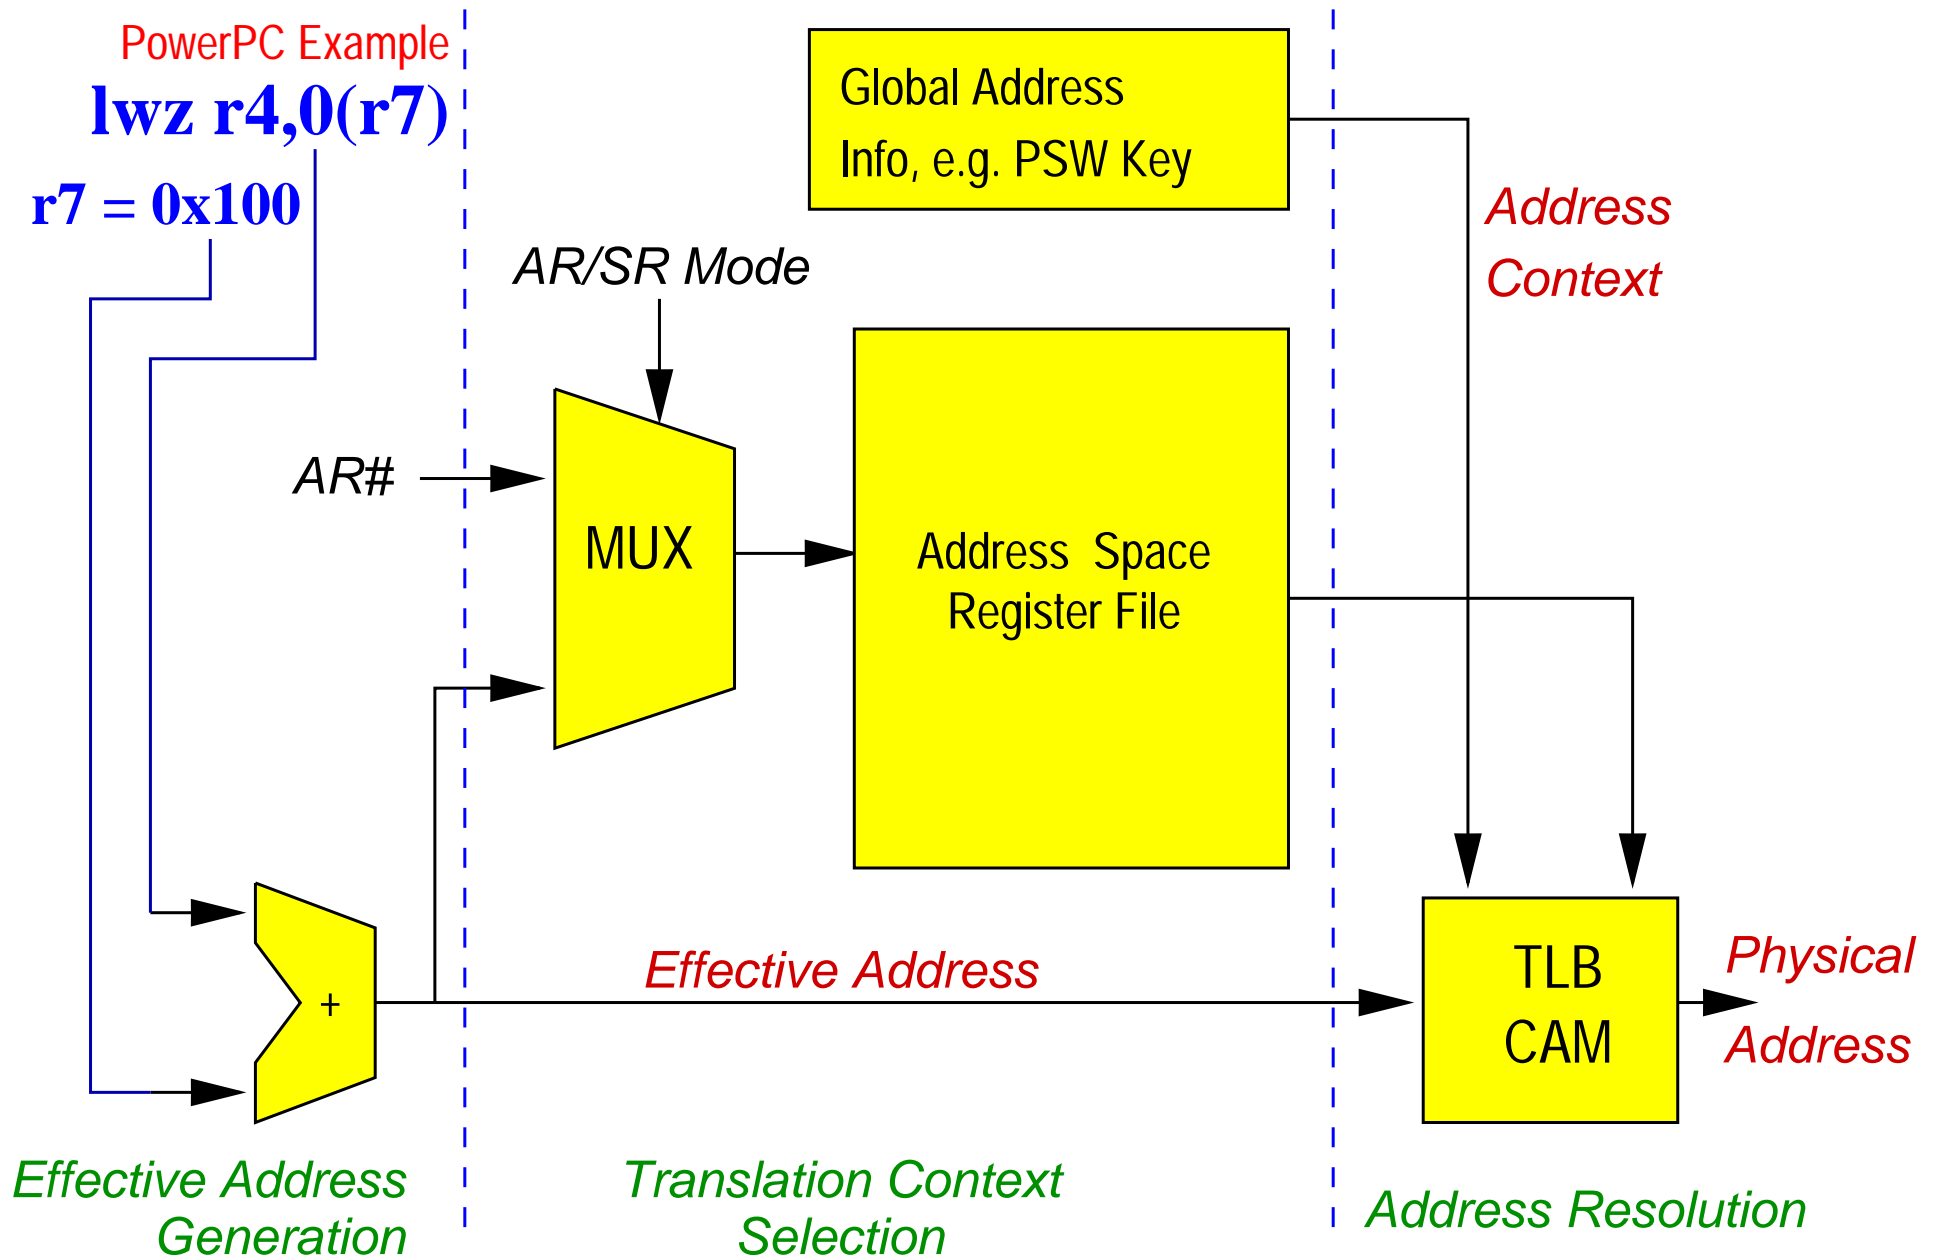 PowerPC Example
lwz r4,0(r7)
r7 = 0x100
Global Address
Info, e.g. PSW Key
Address
Context
AR/SR Mode
AR#
MUX
Address Space
Register File
Effective Address
+
TLB
CAM
Physical
Address
Effective Address
Generation
Translation Context
Selection
Address Resolution